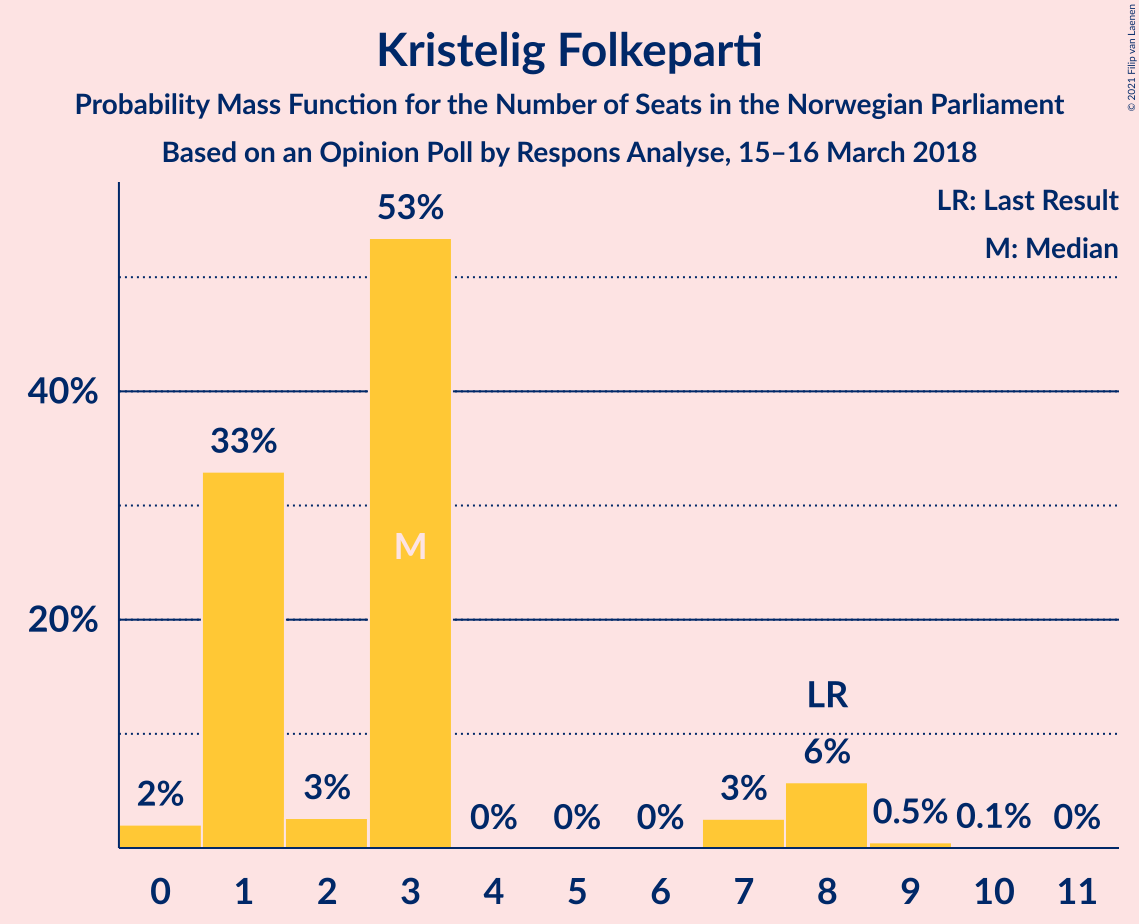 Kristelig Folkeparti
Probability Mass Function for the Number of Seats in the Norwegian Parliament
Based on an Opinion Poll by Respons Analyse, 15–16 March 2018
© 2021 Filip van Laenen
LR: Last Result
M: Median
53%
40%
33%
M
20%
LR
6%
2%
3%
0%
0%
0%
3%
0.5%
0.1%
0%
0 1 2 3 4 5 6 7 8 9 10 11